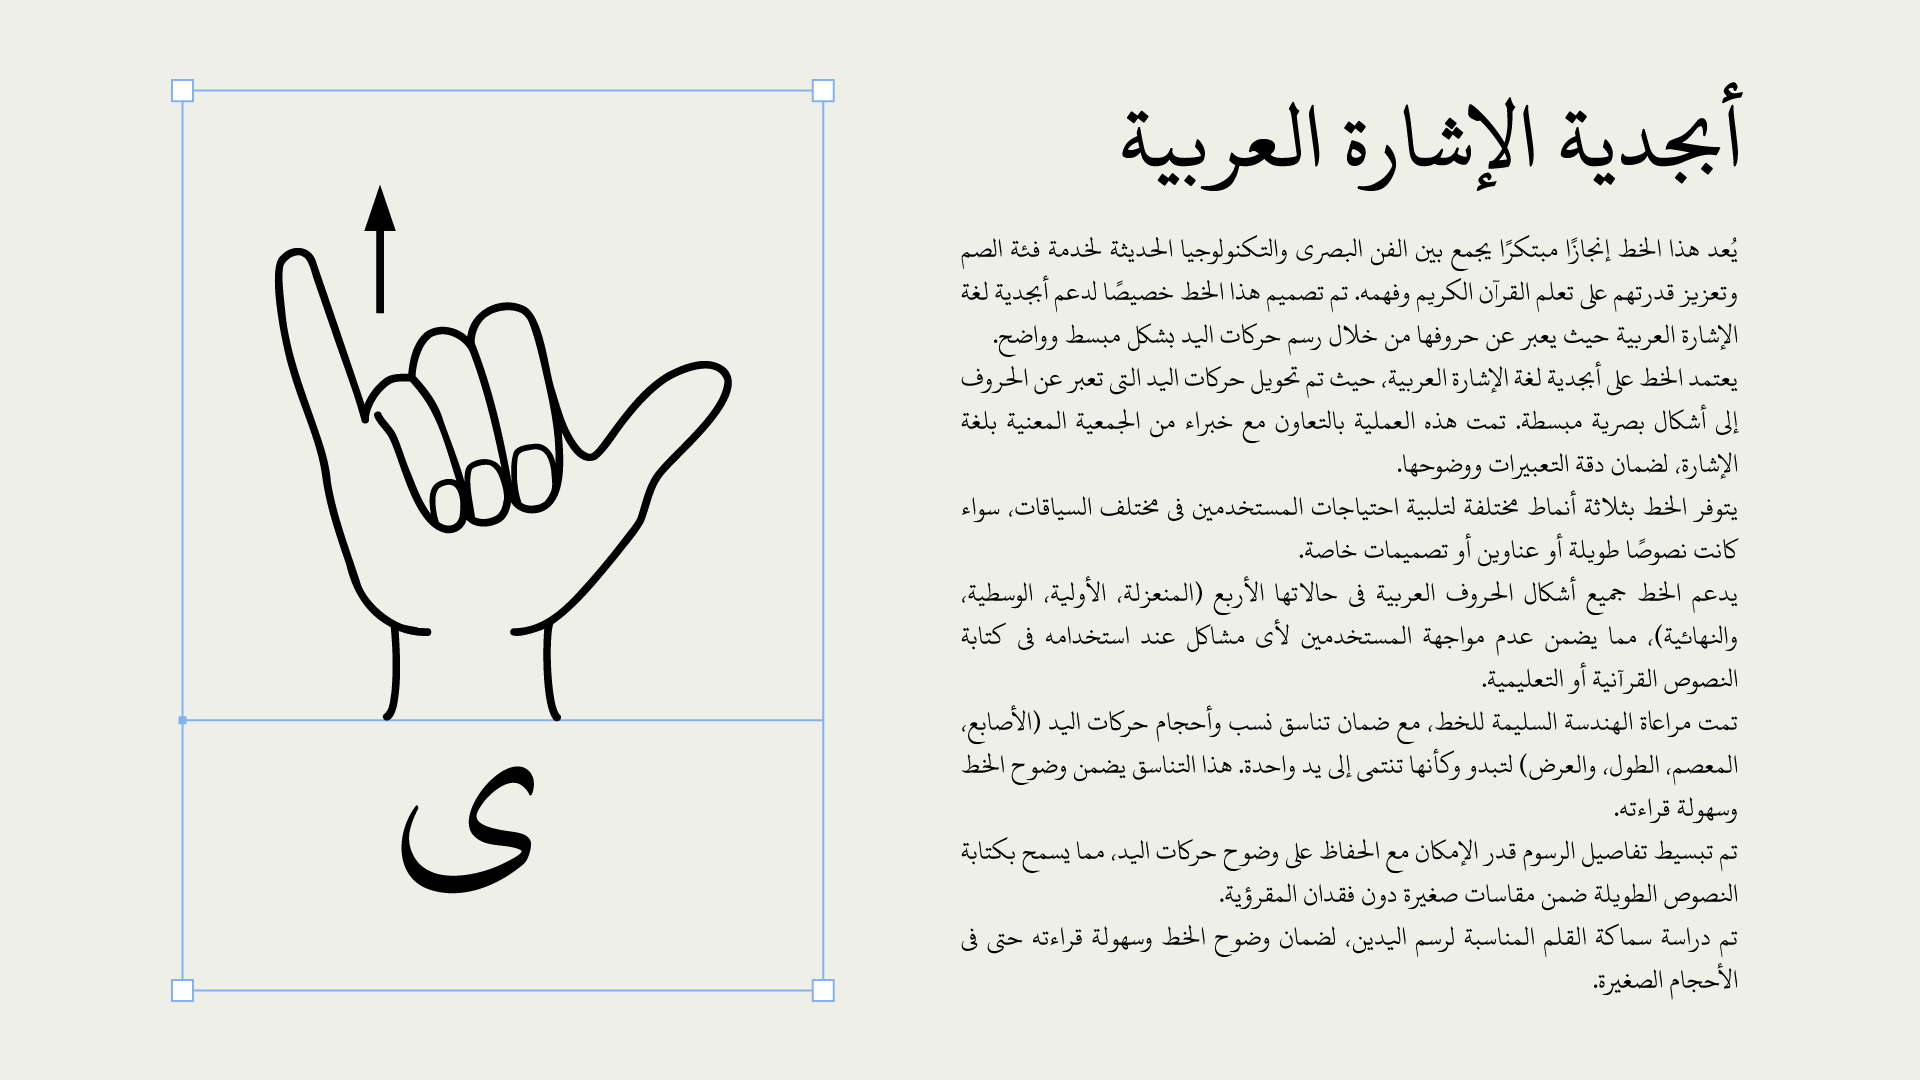 أبجدية الإشارة العربية
يُعد هذا الخط إنجازًا مبتكرًا يجمع بين الفن البصرى والتكنولوجيا الحديثة لخدمة فئة الصم
وتعزيز قدرتهم على تعلم القرآن الكريم وفهمه. تم تصميم هذا الخط خصيصًا لدعم أبجدية لغة
الإشارة العربية حيث يعبر عن حروفها من خلال رسم حركات اليد بشكل مبسط وواضح.
يعتمد الخط على أبجدية لغة الإشارة العربية، حيث تم تحويل حركات اليد التى تعبر عن الحروف
إلى أشكال بصرية مبسطة. تمت هذه العملية بالتعاون مع خبراء من الجمعية المعنية بلغة
الإشارة، لضمان دقة التعبيرات ووضوحها.
يتوفر الخط بثلاثة أنماط مختلفة لتلبية احتياجات المستخدمين فى مختلف السياقات، سواء
كانت نصوصًا طويلة أو عناوين أو تصميمات خاصة.
يدعم الخط جميع أشكال الحروف العربية فى حالاتها الأربع (المنعزلة، الأولية، الوسطية،
والنهائية)، مما يضمن عدم مواجهة المستخدمين لأى مشاكل عند استخدامه فى كتابة
النصوص القرآنية أو التعليمية.
تمت مراعاة الهندسة السليمة للخط، مع ضمان تناسق نسب وأحجام حركات اليد (الأصابع،
المعصم، الطول، والعرض) لتبدو وكأنها تنتمى إلى يد واحدة. هذا التناسق يضمن وضوح الخط
وسهولة قراءته.
تم تبسيط تفاصيل الرسوم قدر الإمكان مع الحفاظ على وضوح حركات اليد، مما يسمح بكتابة
النصوص الطويلة ضمن مقاسات صغيرة دون فقدان المقروؤية.
تم دراسة سماكة القلم المناسبة لرسم اليدين، لضمان وضوح الخط وسهولة قراءته حتى فى
الأحجام الصغيرة.
ى